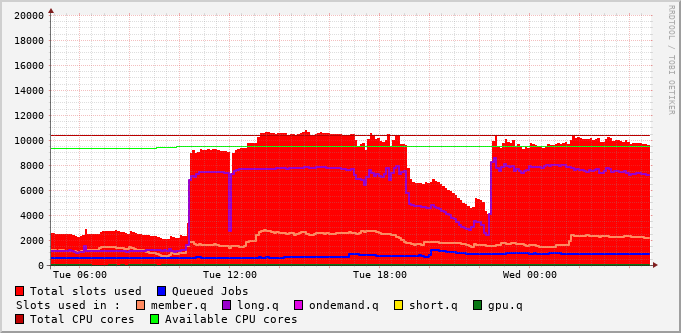 20000
18000
16000
14000
12000
10000
8000
6000
4000
2000
0
Tue 06:00 Tue 12:00 Tue 18:00 Wed 00:00
RRDTOOL / TOBI OETIKER
Total slots used Queued Jobs
Slots used in : member.q long.q ondemand.q short.q gpu.q
Total CPU cores Available CPU cores